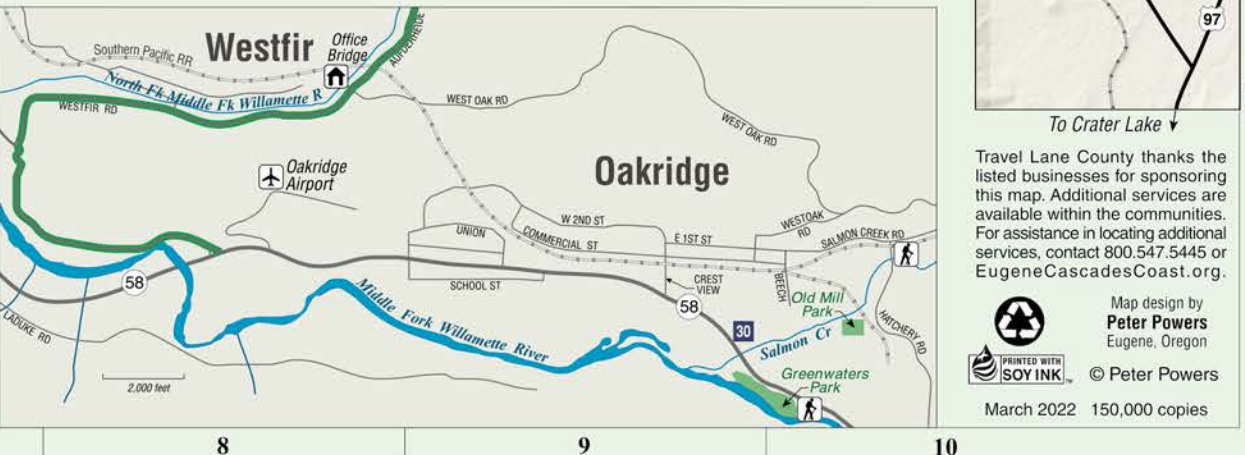 Westfir
Office
Bridge
AUFDERHEIDE
Southern Pacific RR
North Fk Middle Fk Willamette R
WESTFIR RD
WEST OAK RD
WEST OAK RD
Oakridge
Airport
Oakridge
W 2ND ST
UNION
COMMERCIAL ST
E 1ST ST
WESTOAK
RD
SALMON CREEK RD
SCHOOL ST
CREST
VIEW
BEECH
58
58
LADUKE RD
Middle Fork Willamette River
30
Old Mill
Park
Salmon Cr
HATCHERY RD
Greenwaters
Park
2,000 feet
8
9
10
97
To Crater Lake
Travel Lane County thanks the
listed businesses for sponsoring
this map. Additional services are
available within the communities.
For assistance in locating additional
services, contact 800.547.5445 or
EugeneCascadesCoast.org.
Map design by
Peter Powers
Eugene, Oregon
PRINTED WITH
SOY INK™
© Peter Powers
March 2022 150,000 copies